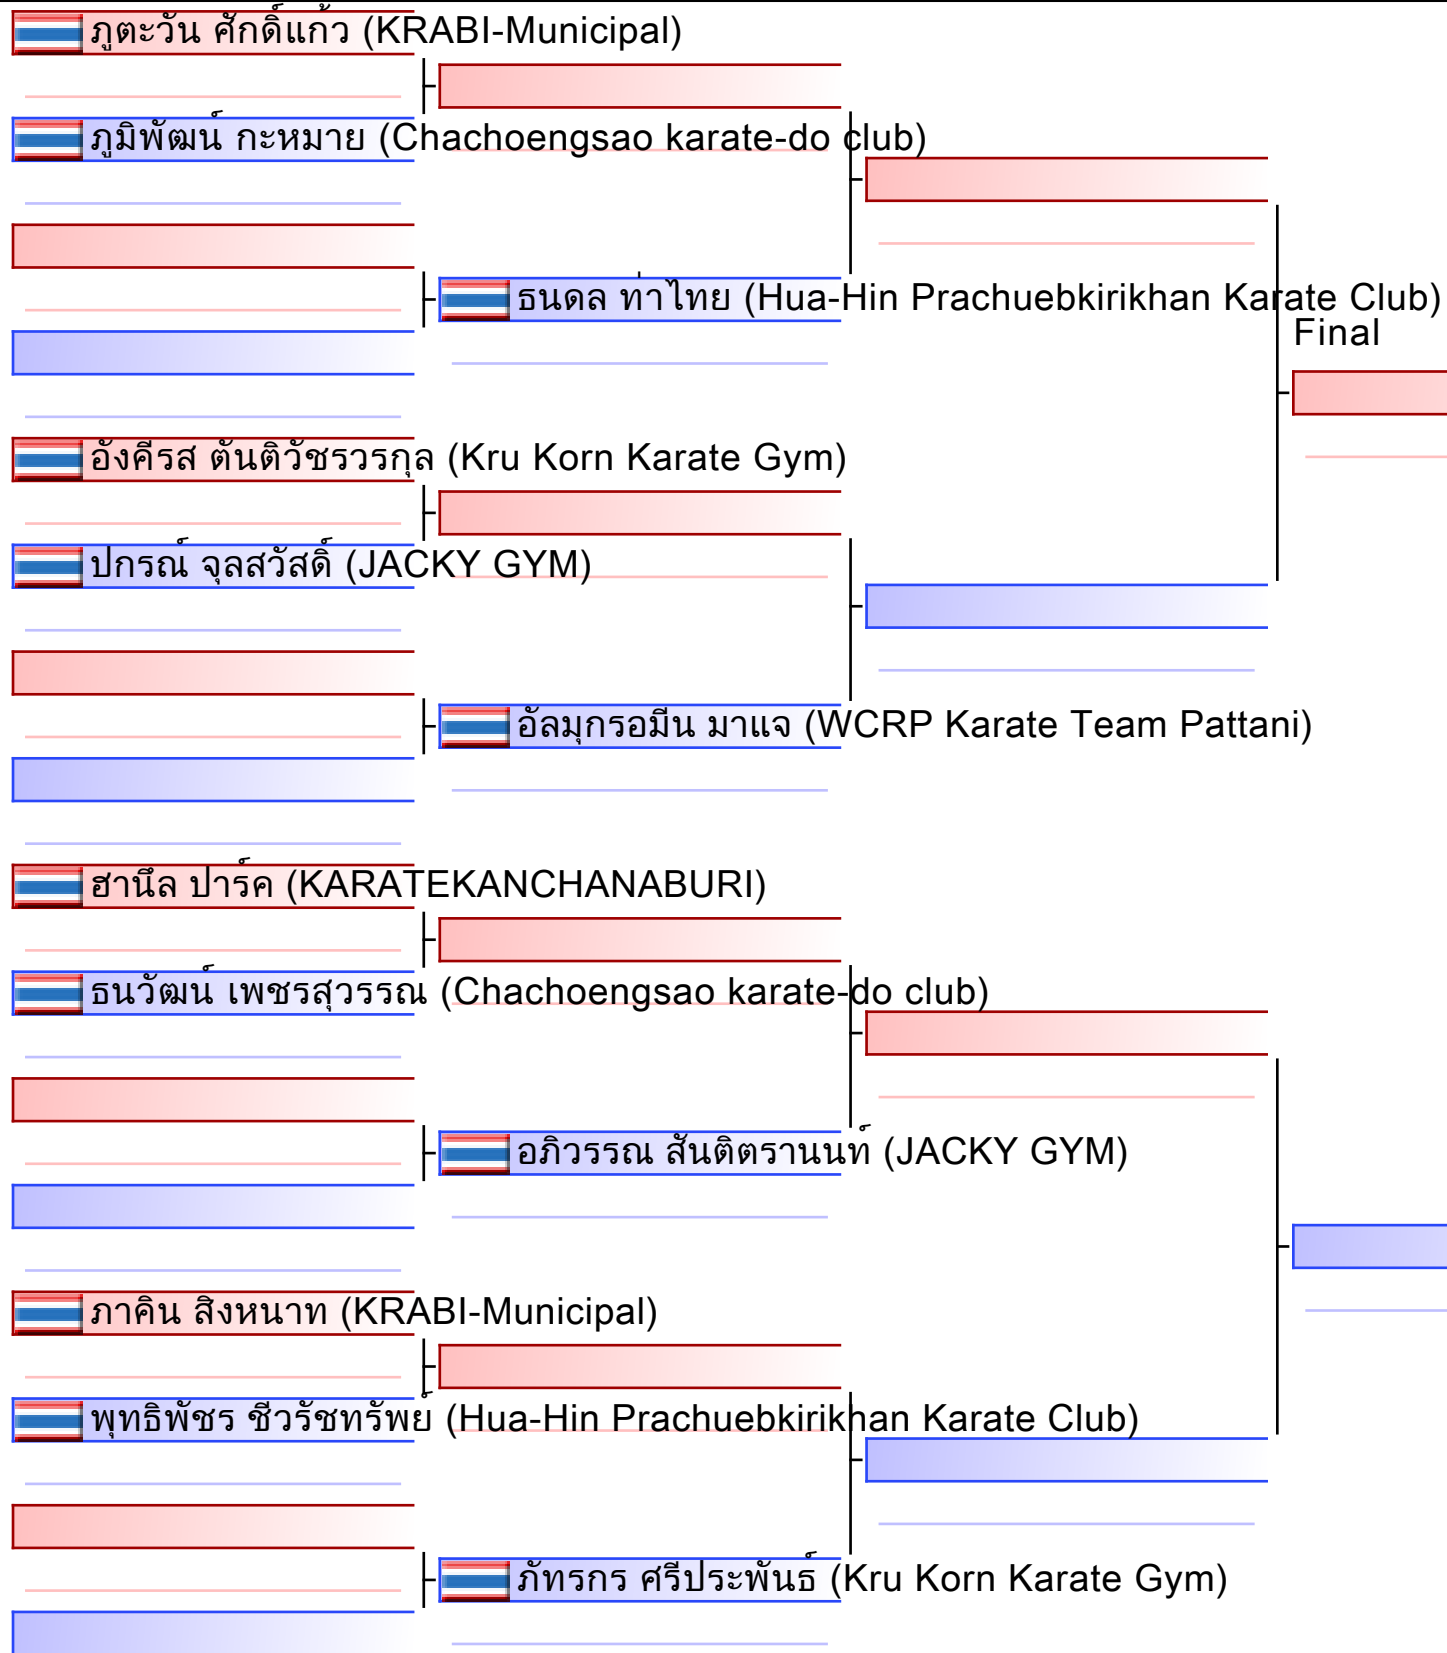 ภูตะวัน ศักดิ์แก้ว (KRABI-Municipal)
ภูมิพัฒน์ กะหมาย (Chachoengsao karate-do club)
ธนดล ท่าไทย (Hua-Hin Prachuebkirikhan Karate Club)
Final
อังคีรส ตันติวัชรวรกุล (Kru Korn Karate Gym)
ปกรณ์ จุลสวัสดิ์ (JACKY GYM)
อัลมุกรอมีน มาแจ (WCRP Karate Team Pattani)
ฮานึล ปาร์ค (KARATEKANCHANABURI)
ธนวัฒน์ เพชรสุวรรณ (Chachoengsao karate-do club)
อภิวรรณ สันติตรานนท์ (JACKY GYM)
ภาคิน สิงหนาท (KRABI-Municipal)
พุทธิพัชร ชีวรัชทรัพย์ (Hua-Hin Prachuebkirikhan Karate Club)
ภัทรกร ศรีประพันธ์ (Kru Korn Karate Gym)